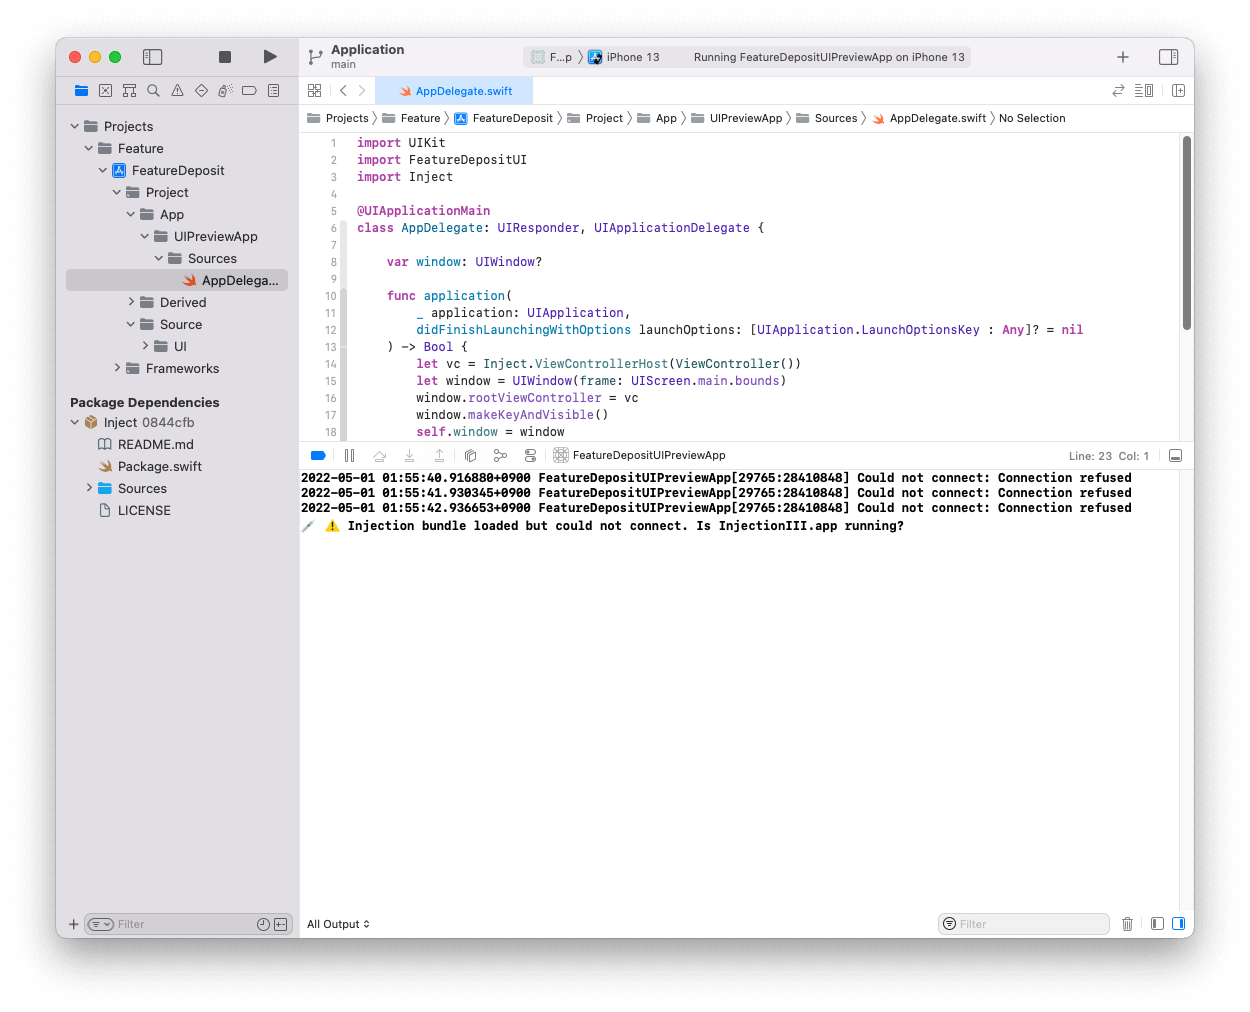 Application
main
F...p
iPhone 13
Running FeatureDepositUIPreviewApp on iPhone 13
AppDelegate.swift
Projects
Feature
FeatureDeposit
Project
App
UIPreviewApp
Sources
AppDelegate.swift
No Selection
Projects
Feature
FeatureDeposit
Project
App
UIPreviewApp
Sources
AppDelega...
Derived
Source
UI
Frameworks
Package Dependencies
Inject 0844cfb
README.md
Package.swift
Sources
LICENSE
Filter
1 import UIKit
2 import FeatureDepositUI
3 import Inject
4
5 @UIApplicationMain
6 class AppDelegate: UIResponder, UIApplicationDelegate {
7
8 var window: UIWindow?
9
10 func application(
11 _ application: UIApplication,
12 didFinishLaunchingWithOptions launchOptions: [UIApplication.LaunchOptionsKey : Any]? = nil
13 ) -> Bool {
14 let vc = Inject.ViewControllerHost(ViewController())
15 let window = UIWindow(frame: UIScreen.main.bounds)
16 window.rootViewController = vc
17 window.makeKeyAndVisible()
18 self.window = window
FeatureDepositUIPreviewApp
Line: 23 Col: 1
2022-05-01 01:55:40.916880+0900 FeatureDepositUIPreviewApp[29765:28410848] Could not connect: Connection refused
2022-05-01 01:55:41.930345+0900 FeatureDepositUIPreviewApp[29765:28410848] Could not connect: Connection refused
2022-05-01 01:55:42.936653+0900 FeatureDepositUIPreviewApp[29765:28410848] Could not connect: Connection refused
💉 ⚠️ Injection bundle loaded but could not connect. Is InjectionIII.app running?
All Output
Filter